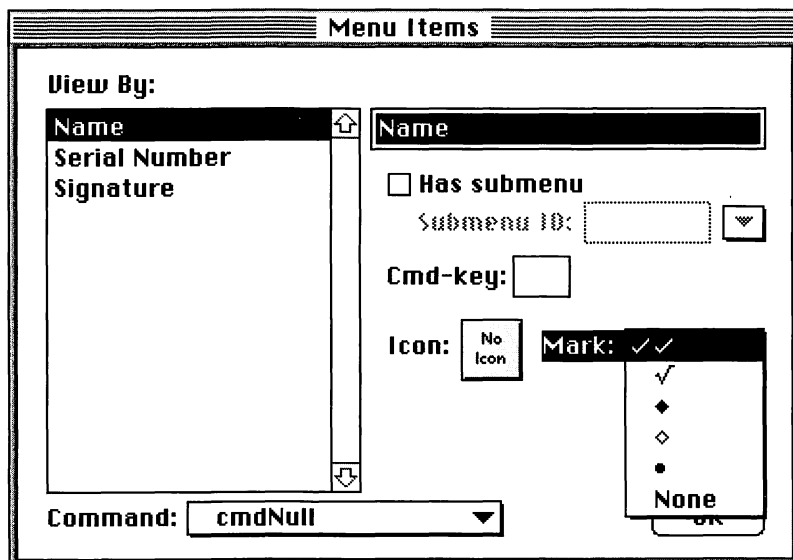 Menu Items
View By:
Name
Serial Number
Signature
Name
Has submenu
Submenu ID:
Cmd-key:
Icon:
No
Icon
Mark: ✓ ✓
√
◆
◇
●
None
Command: cmdNull
OK